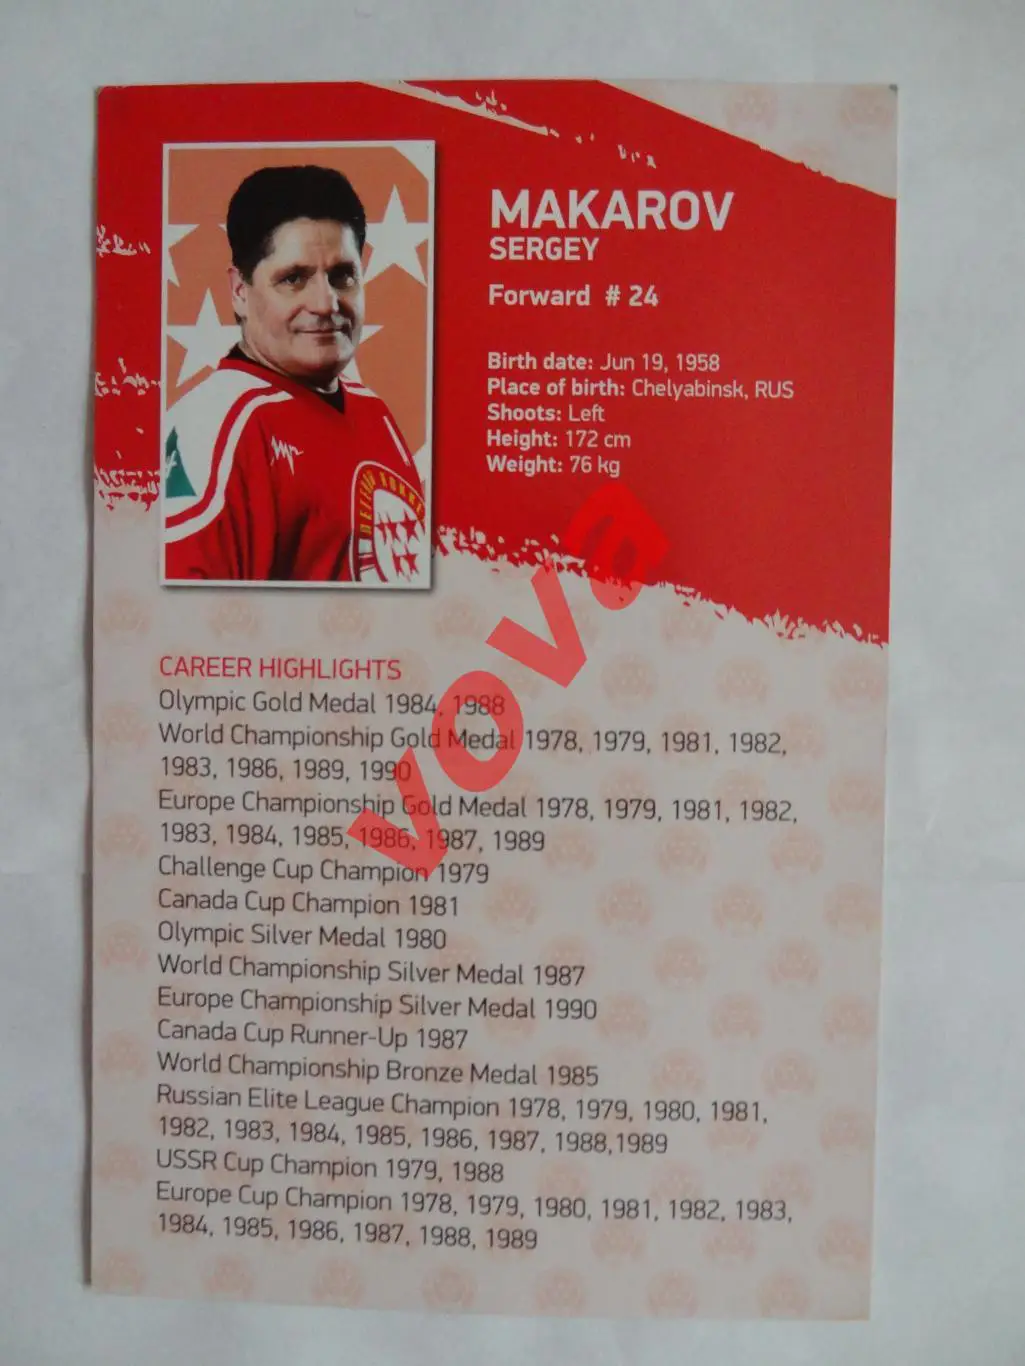 MAKAROV
SERGEY
Forward # 24
Birth date: Jun 19, 1958
Place of birth: Chelyabinsk, RUS
Shoots: Left
Height: 172 cm
Weight: 76 kg
CAREER HIGHLIGHTS
Olympic Gold Medal 1984, 1988
World Championship Gold Medal 1978, 1979, 1981, 1982,
1983, 1986, 1989, 1990
Europe Championship Gold Medal 1978, 1979, 1981, 1982,
1983, 1984, 1985, 1986, 1987, 1989
Challenge Cup Champion 1979
Canada Cup Champion 1981
Olympic Silver Medal 1980
World Championship Silver Medal 1987
Europe Championship Silver Medal 1990
Canada Cup Runner-Up 1987
World Championship Bronze Medal 1985
Russian Elite League Champion 1978, 1979, 1980, 1981,
1982, 1983, 1984, 1985, 1986, 1987, 1988,1989
USSR Cup Champion 1979, 1988
Europe Cup Champion 1978, 1979, 1980, 1981, 1982, 1983,
1984, 1985, 1986, 1987, 1988, 1989
vova